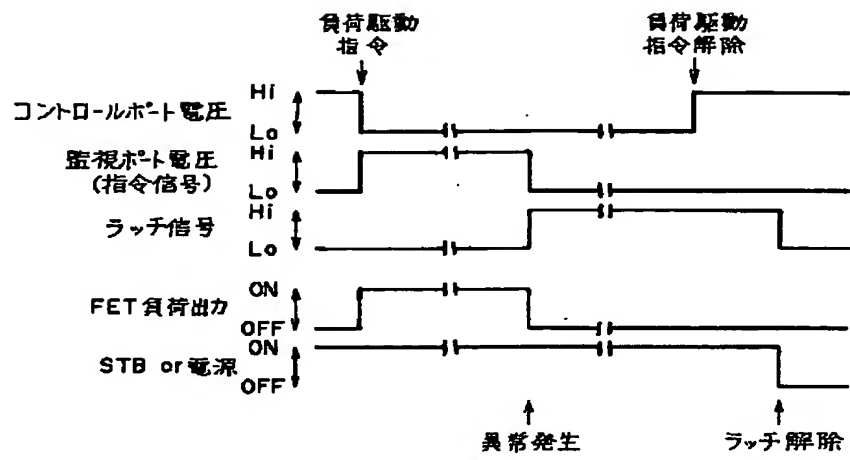 負荷駆動
指令
負荷駆動
指令解除
コントロールポート電圧
Hi
Lo
監視ポート電圧
(指令信号)
Hi
Lo
ラッチ信号
Hi
Lo
FET負荷出力
ON
OFF
STB or電源
ON
OFF
異常発生
ラッチ解除